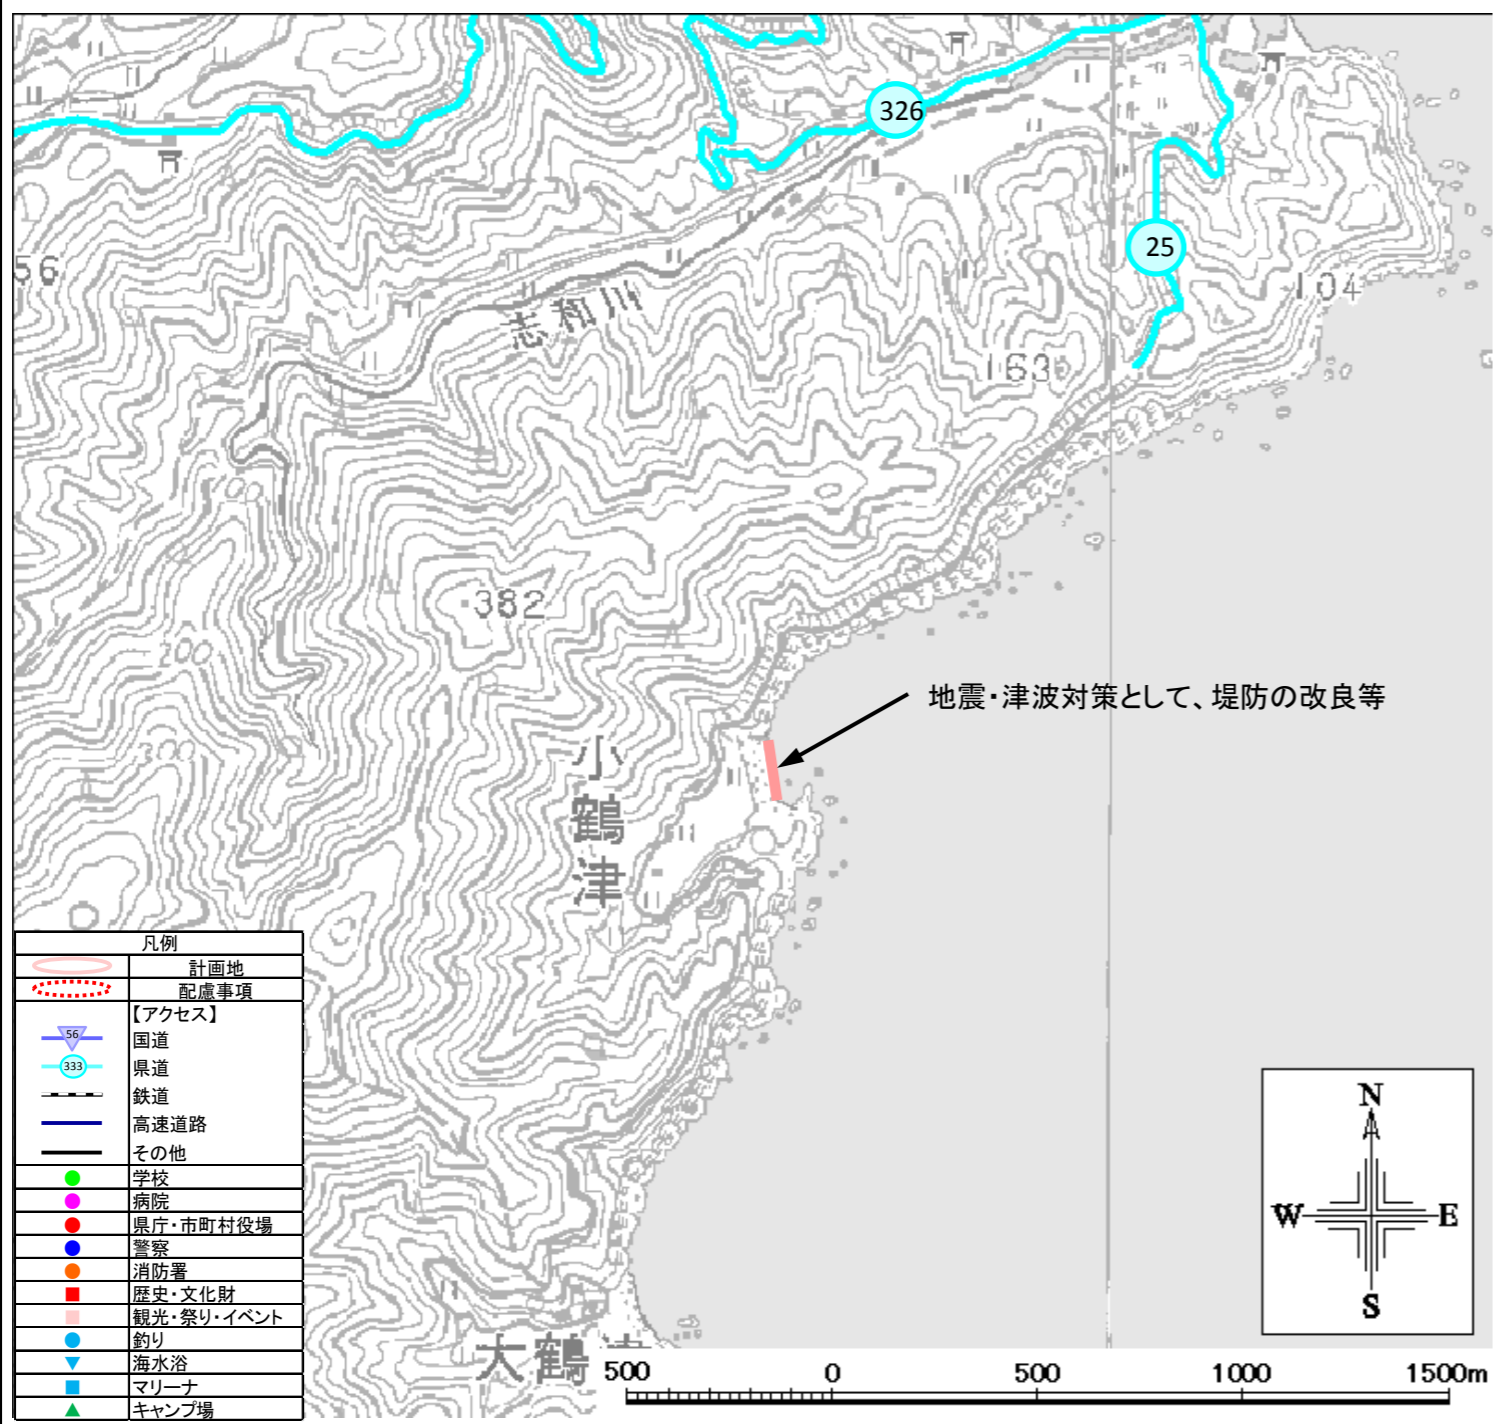 326
25
56
104
志和川
163
382
200
300
地震・津波対策として、堤防の改良等
小鶴津
凡例
計画地
配慮事項
【アクセス】
56
国道
333
県道
鉄道
高速道路
その他
学校
病院
県庁・市町村役場
警察
消防署
歴史・文化財
観光・祭り・イベント
釣り
海水浴
マリーナ
キャンプ場
N
W
E
S
大鶴津
500
0
500
1000
1500m